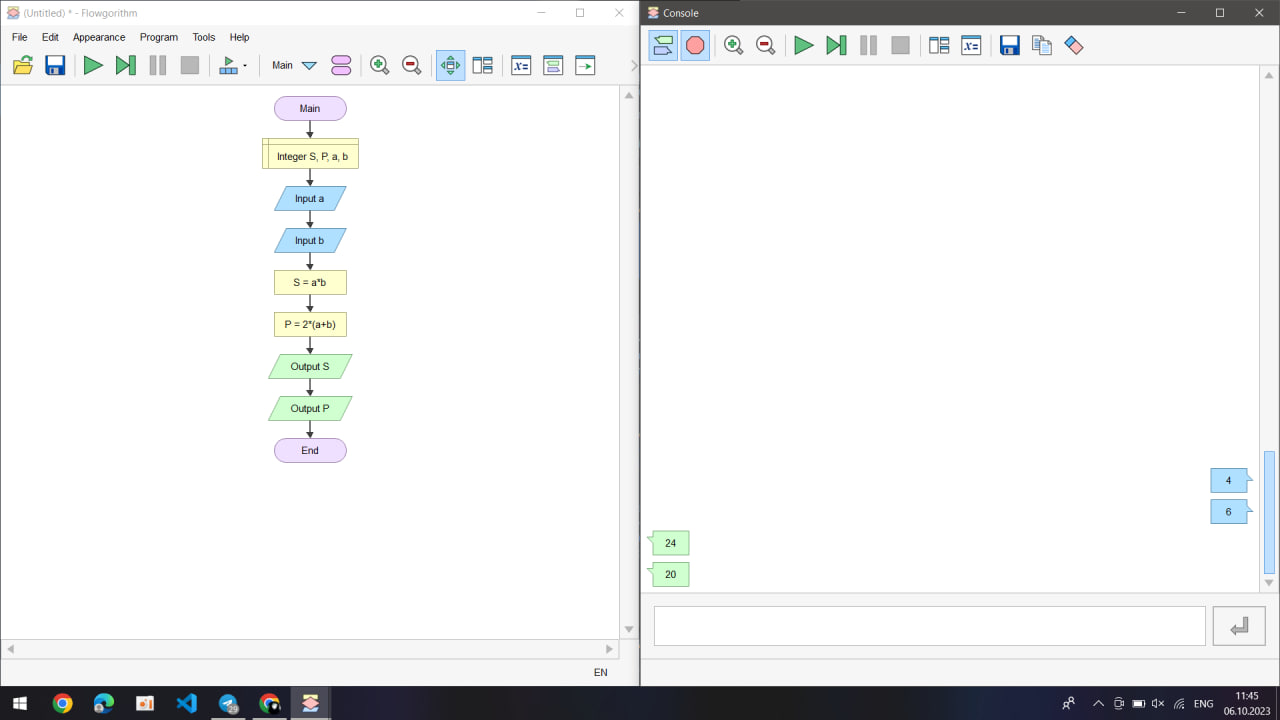 (Untitled) * - Flowgorithm
File Edit Appearance Program Tools Help
Main
Main
Integer S, P, a, b
Input a
Input b
S = a*b
P = 2*(a+b)
Output S
Output P
End
EN
Console
4
6
24
20
29
ENG
11:45
06.10.2023